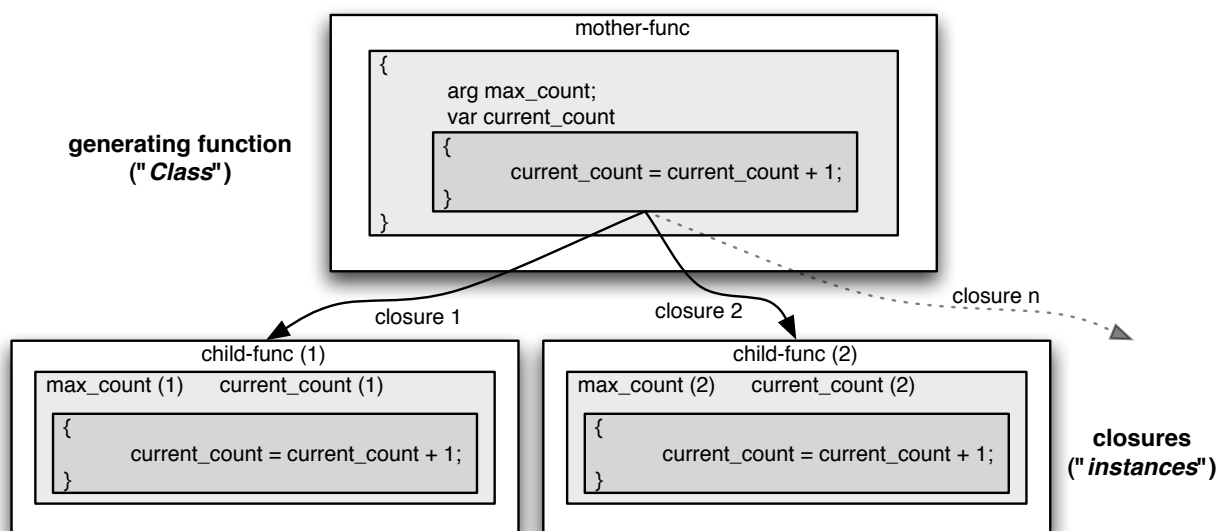 mother-func
{
arg max_count;
var current_count
{
current_count = current_count + 1;
}
}
generating function
("Class")
closure 1
closure 2
closure n
child-func (1)
max_count (1) current_count (1)
{
current_count = current_count + 1;
}
child-func (2)
max_count (2) current_count (2)
{
current_count = current_count + 1;
}
closures
("instances")